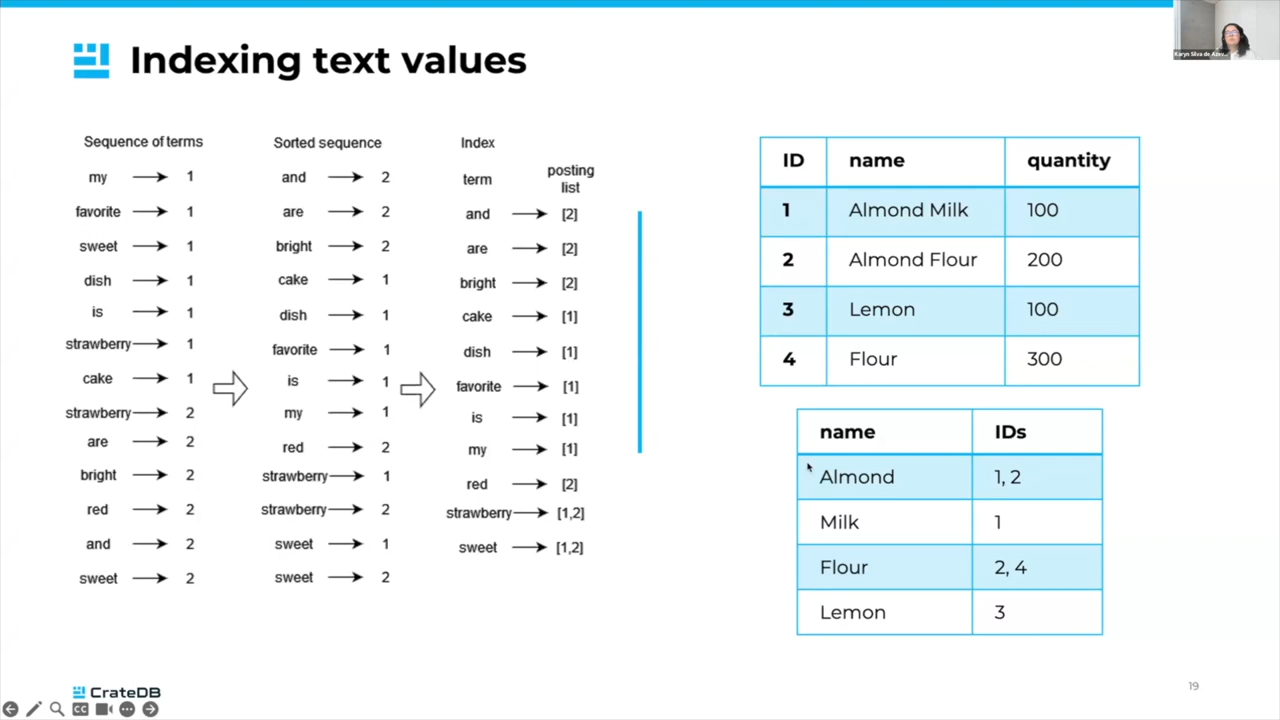 Indexing text values
Sequence of terms
my 1
favorite 1
sweet 1
dish 1
is 1
strawberry 1
cake 1
strawberry 2
are 2
bright 2
red 2
and 2
sweet 2
Sorted sequence
and 2
are 2
bright 2
cake 1
dish 1
favorite 1
is 1
my 1
red 2
strawberry 1
strawberry 2
sweet 1
sweet 2
Index
term posting list
and [2]
are [2]
bright [2]
cake [1]
dish [1]
favorite [1]
is [1]
my [1]
red [2]
strawberry [1,2]
sweet [1,2]
ID name quantity
1 Almond Milk 100
2 Almond Flour 200
3 Lemon 100
4 Flour 300
name IDs
Almond 1, 2
Milk 1
Flour 2, 4
Lemon 3
CrateDB
19
CC
Karyn Silva de Azev...